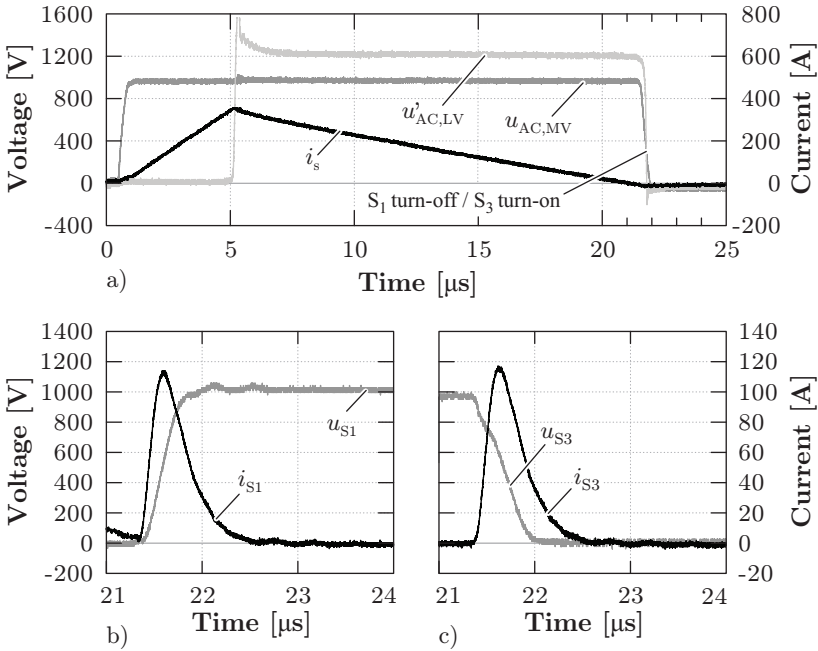 1600 800
1200 600
800 400
400 200
0 0
-400 -200
Voltage [V]
Current [A]
u'AC,LV
uAC,MV
is
S1 turn-off / S3 turn-on
0 5 10 15 20 25
a) Time [µs]
1400 140
1200 120
1000 100
800 80
600 60
400 40
200 20
0 0
-200 -20
Voltage [V]
Current [A]
uS1
iS1
uS3
iS3
21 22 23 24 21 22 23 24
b) Time [µs] c) Time [µs]